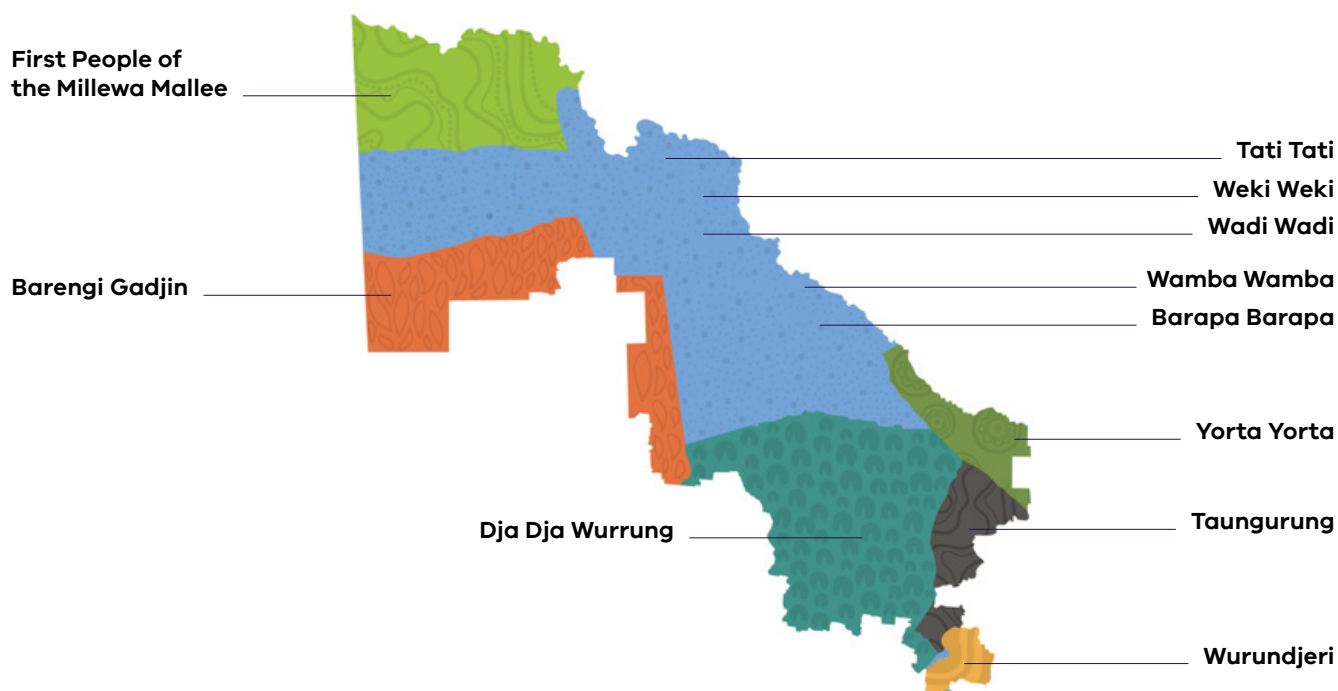 First People of
the Millewa Mallee
Tati Tati
Weki Weki
Wadi Wadi
Barengi Gadjin
Wamba Wamba
Barapa Barapa
Yorta Yorta
Dja Dja Wurrung
Taungurung
Wurundjeri